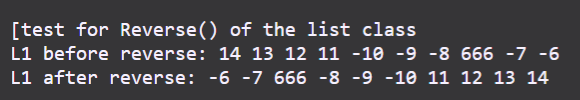 [test for Reverse() of the list class
L1 before reverse: 14 13 12 11 -10 -9 -8 666 -7 -6
L1 after reverse: -6 -7 666 -8 -9 -10 11 12 13 14